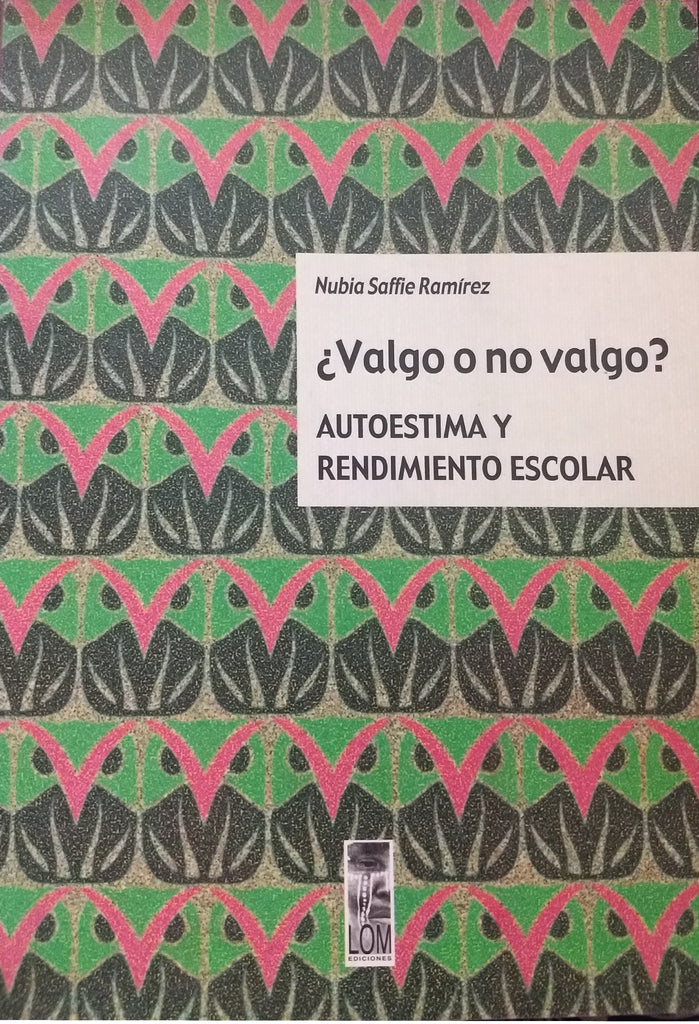 Nubia Saffie Ramírez
¿Valgo o no valgo?
AUTOESTIMA Y
RENDIMIENTO ESCOLAR
LOM
EDICIONES